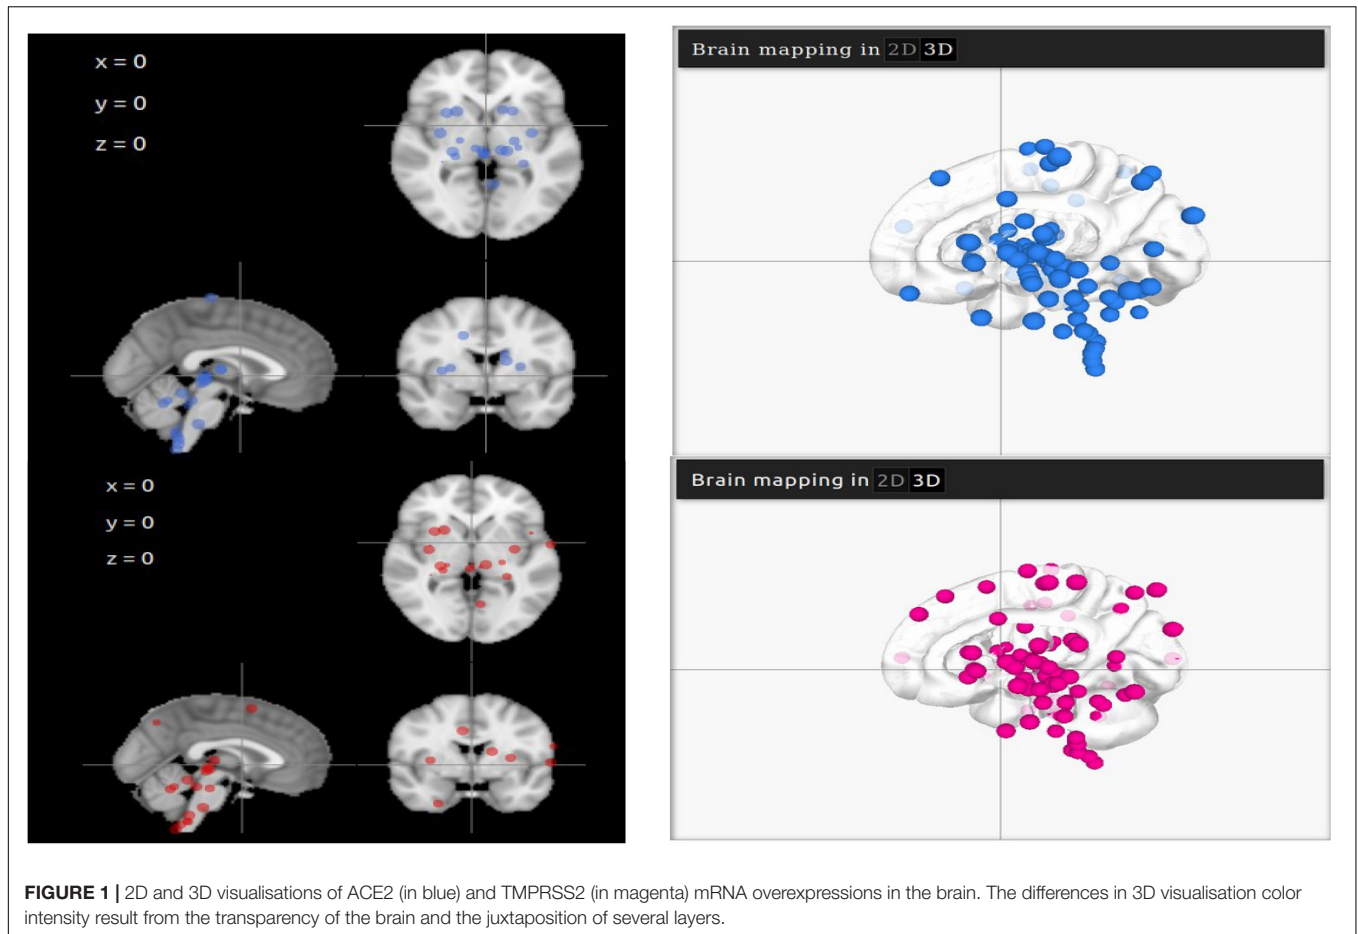 x = 0
y = 0
z = 0
Brain mapping in 2D 3D
x = 0
y = 0
z = 0
Brain mapping in 2D 3D
FIGURE 1 | 2D and 3D visualisations of ACE2 (in blue) and TMPRSS2 (in magenta) mRNA overexpressions in the brain. The differences in 3D visualisation color
intensity result from the transparency of the brain and the juxtaposition of several layers.